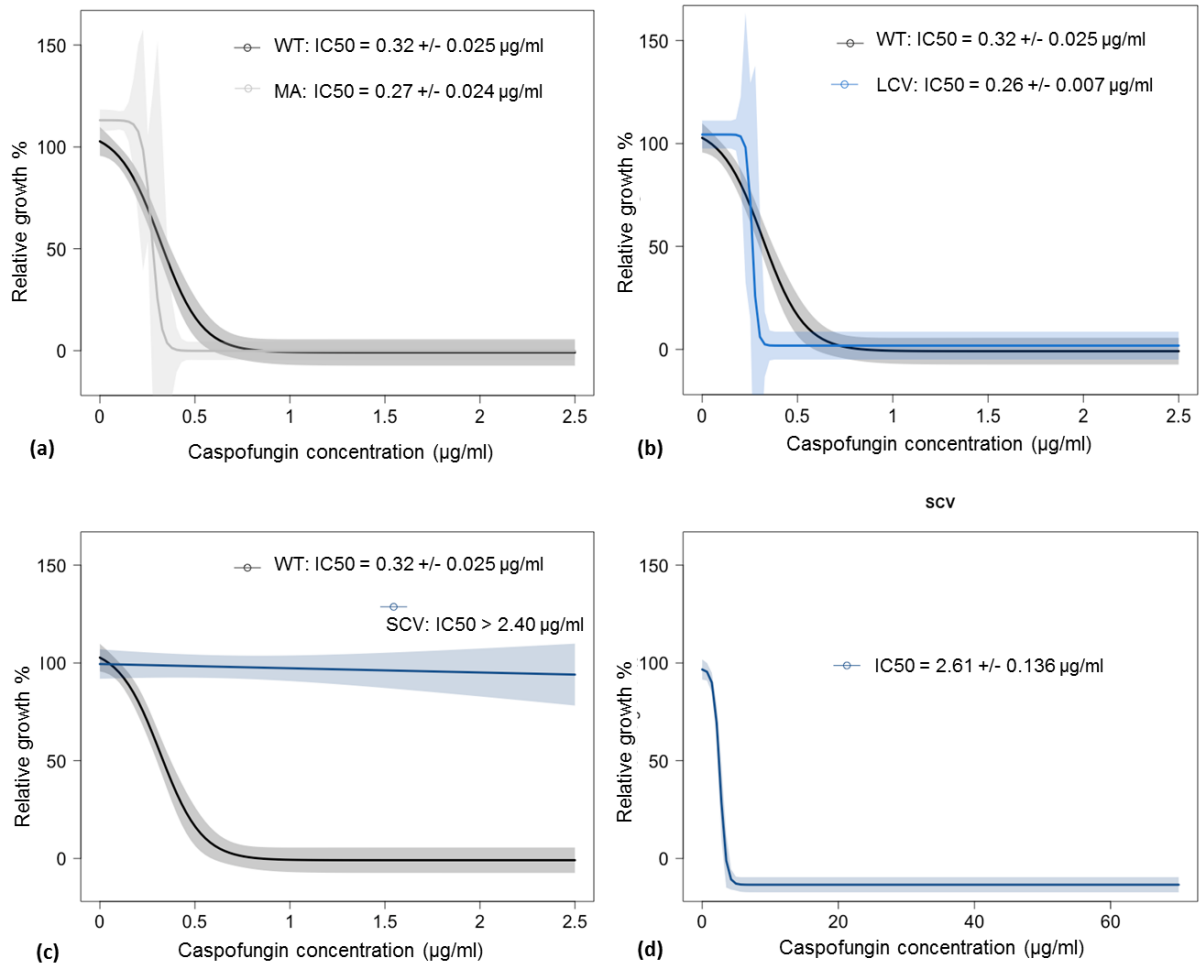 WT: IC50 = 0.32 +/- 0.025 µg/ml
MA: IC50 = 0.27 +/- 0.024 µg/ml
Relative growth %
150
100
50
0
0 0.5 1 1.5 2 2.5
Caspofungin concentration (µg/ml)
(a)
WT: IC50 = 0.32 +/- 0.025 µg/ml
LCV: IC50 = 0.26 +/- 0.007 µg/ml
Relative growth %
150
100
50
0
0 0.5 1 1.5 2 2.5
Caspofungin concentration (µg/ml)
(b)
WT: IC50 = 0.32 +/- 0.025 µg/ml
SCV: IC50 > 2.40 µg/ml
Relative growth %
150
100
50
0
0 0.5 1 1.5 2 2.5
Caspofungin concentration (µg/ml)
(c)
SCV
IC50 = 2.61 +/- 0.136 µg/ml
Relative growth %
150
100
50
0
0 20 40 60
Caspofungin concentration (µg/ml)
(d)